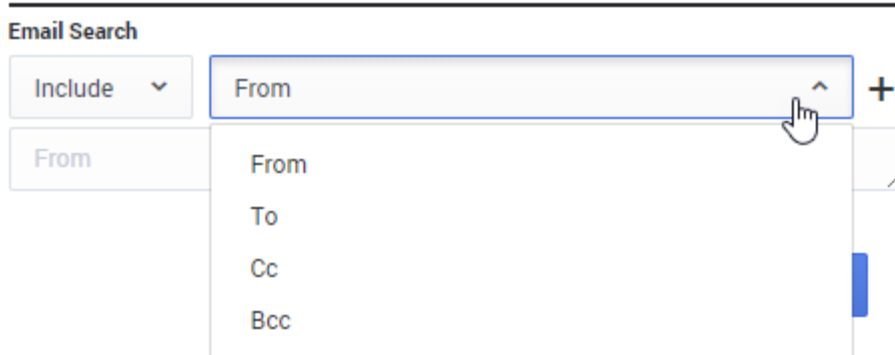 Email Search
Include From +
From
From
To
Cc
Bcc